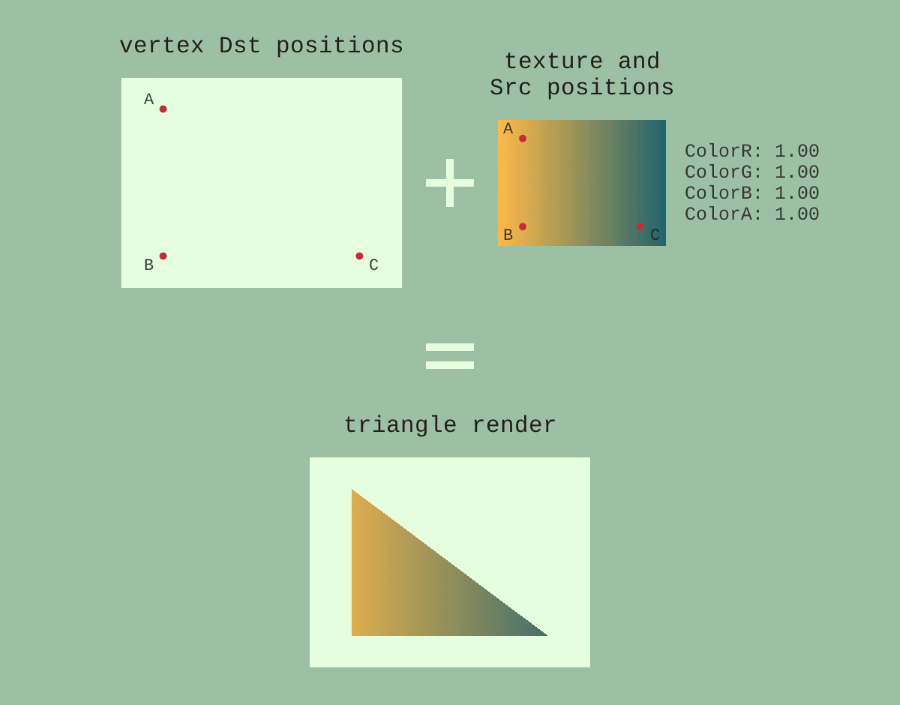 vertex Dst positions
A
B
C
texture and
Src positions
A
B
C
ColorR: 1.00
ColorG: 1.00
ColorB: 1.00
ColorA: 1.00
triangle render